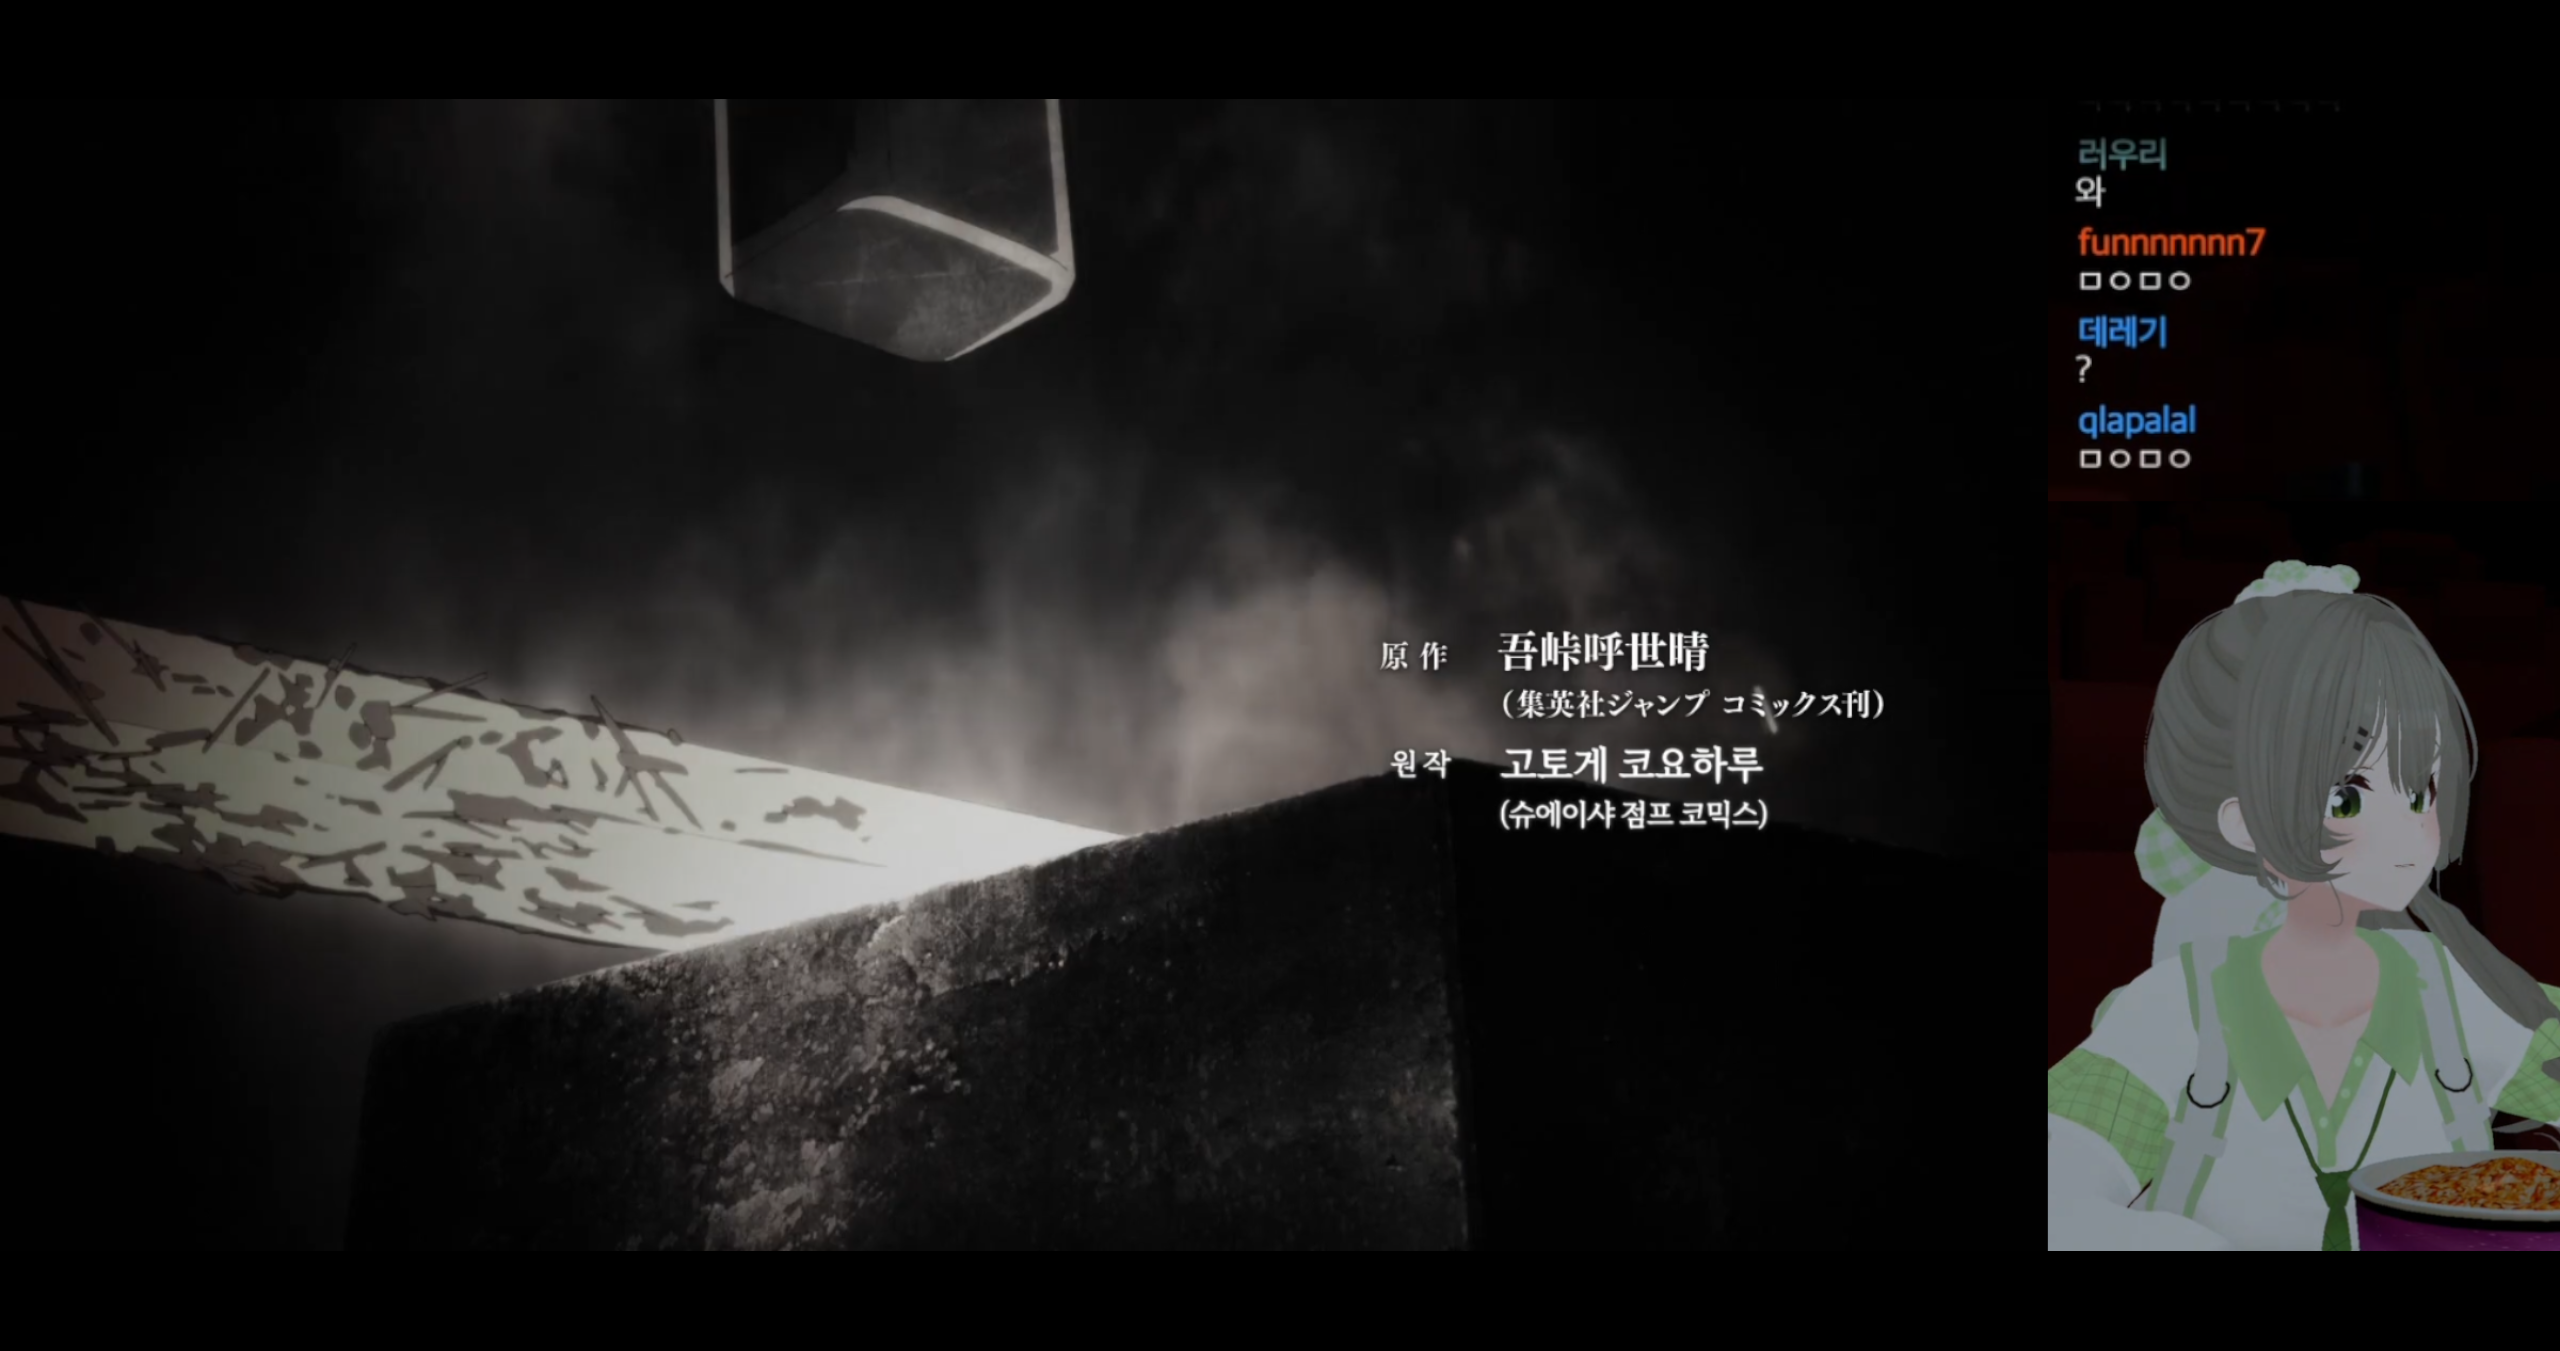 原作 吾峠呼世晴
(集英社ジャンプ コミックス刊)
원작 고토게 코요하루
(슈에이샤 점프 코믹스)
러우리
와
funnnnnnn7
ㅁㅇㅁㅇ
데레기
?
qlapalal
ㅁㅇㅁㅇ